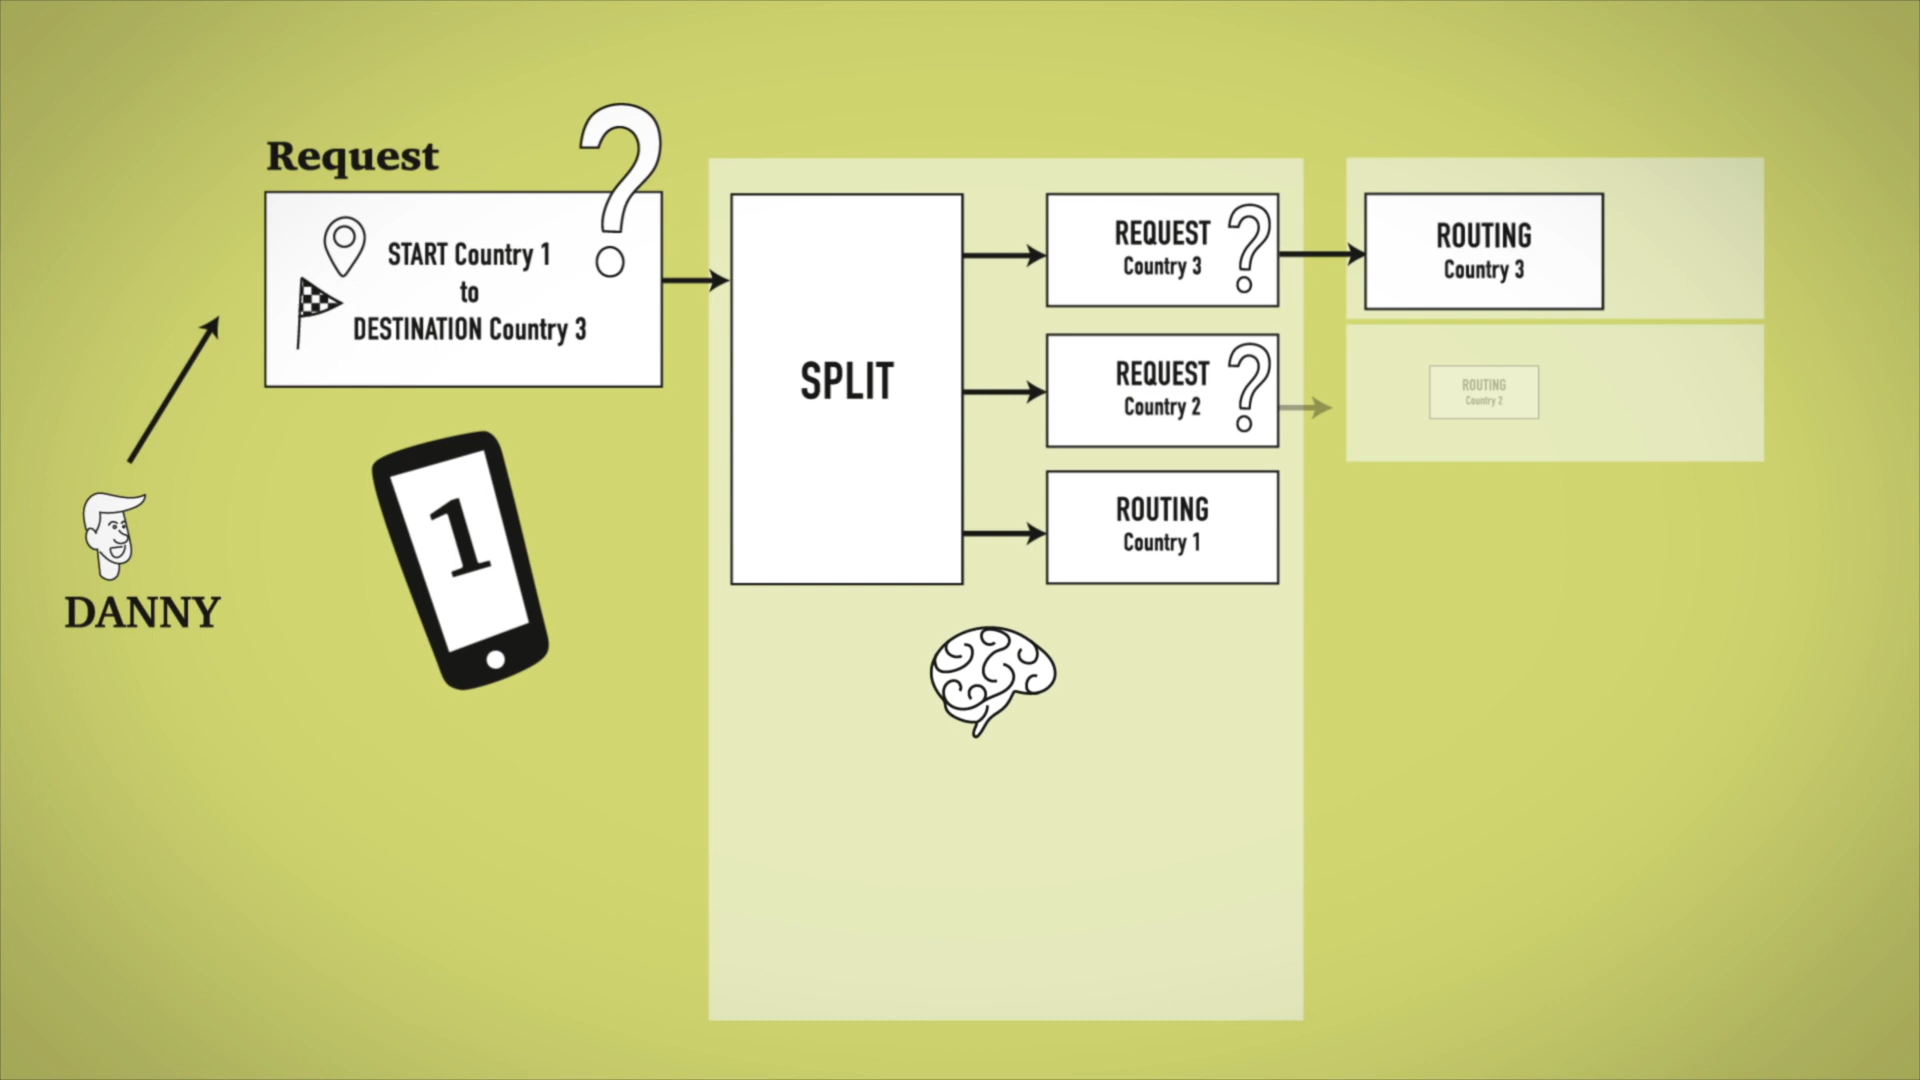 Request
START Country 1
to
DESTINATION Country 3
DANNY
1
SPLIT
REQUEST
Country 3
REQUEST
Country 2
ROUTING
Country 1
ROUTING
Country 3
ROUTING
Country 2